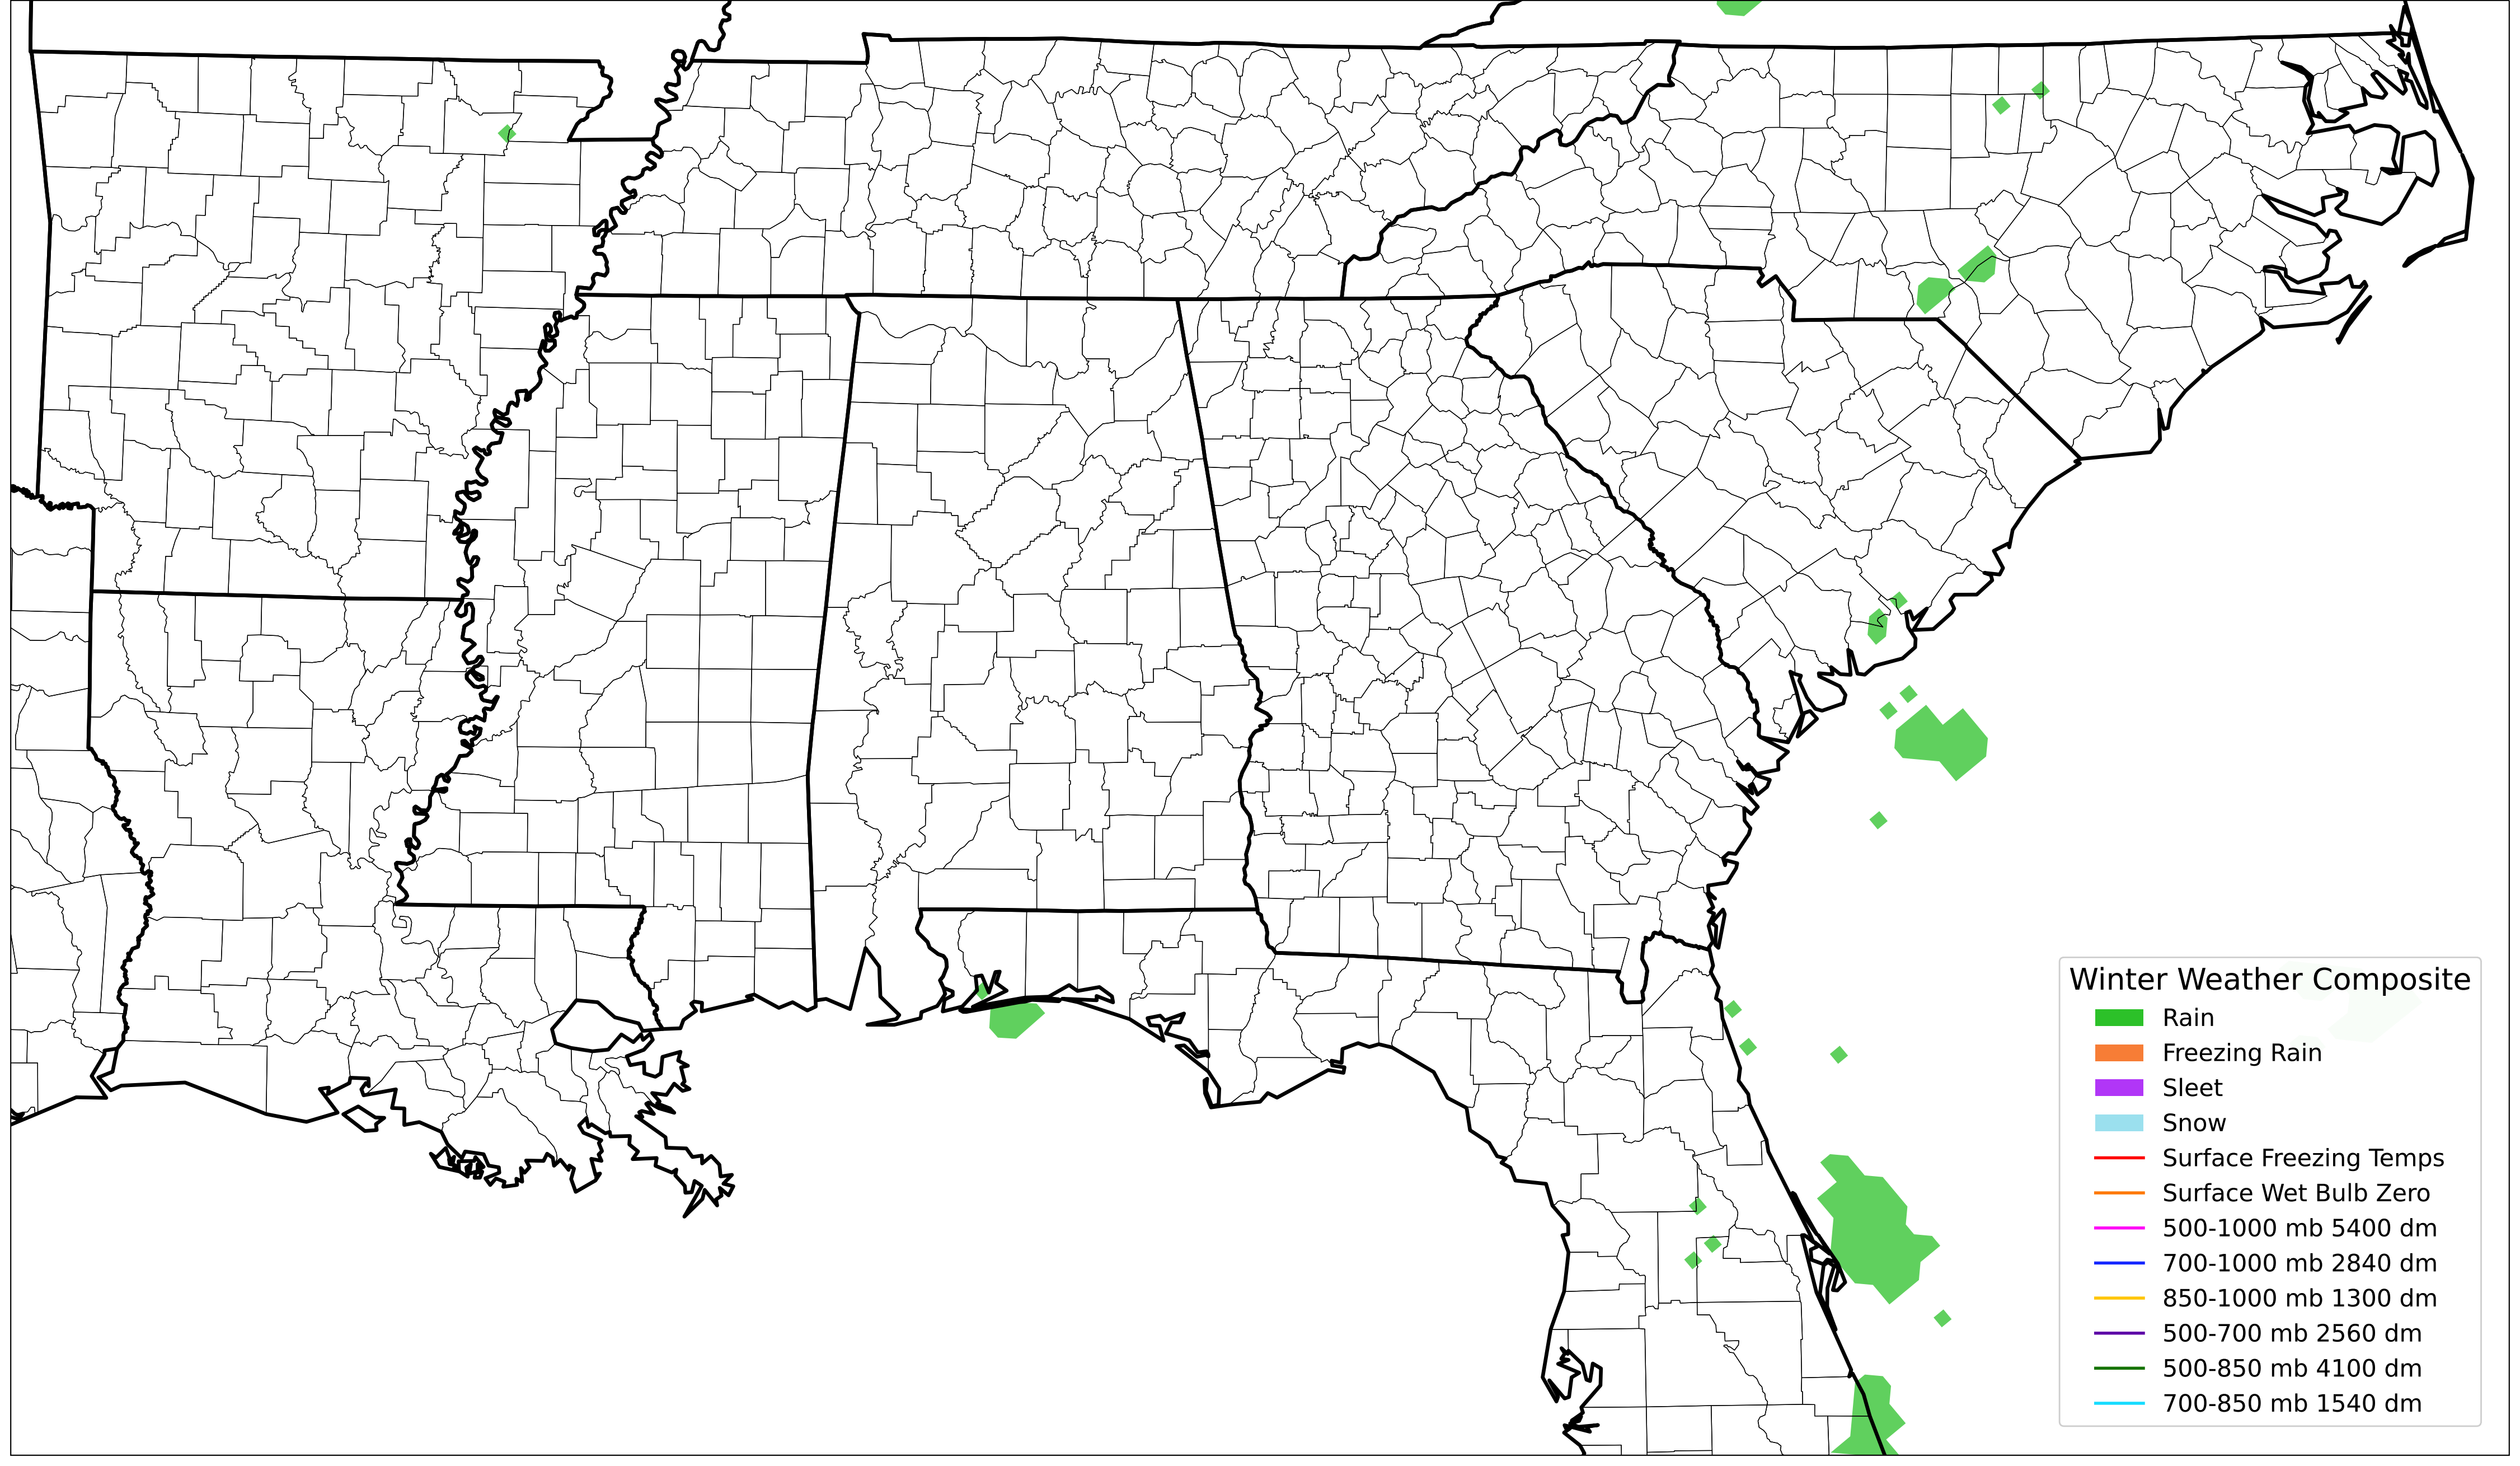 Winter Weather Composite
Rain
Freezing Rain
Sleet
Snow
Surface Freezing Temps
Surface Wet Bulb Zero
500-1000 mb 5400 dm
700-1000 mb 2840 dm
850-1000 mb 1300 dm
500-700 mb 2560 dm
500-850 mb 4100 dm
700-850 mb 1540 dm